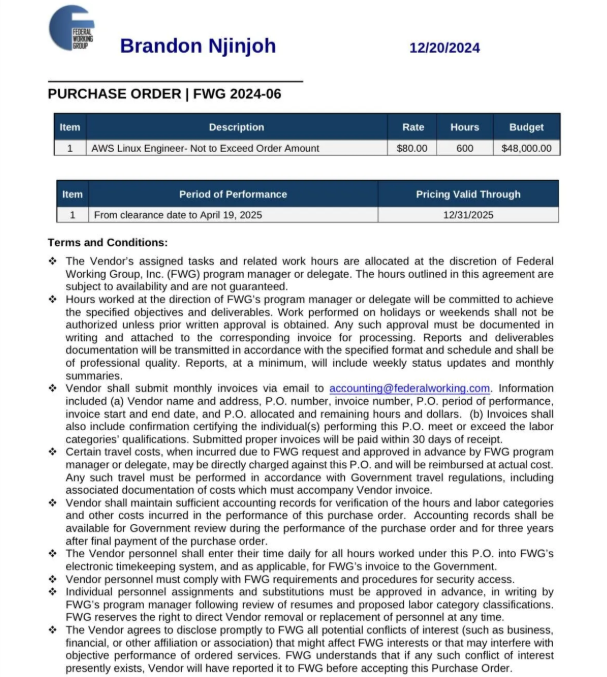 FEDERAL
WORKING
GROUP
Brandon Njinjoh 12/20/2024
PURCHASE ORDER | FWG 2024-06
Item Description Rate Hours Budget
1 AWS Linux Engineer- Not to Exceed Order Amount $80.00 600 $48,000.00
Item Period of Performance Pricing Valid Through
1 From clearance date to April 19, 2025 12/31/2025
Terms and Conditions:
❖ The Vendor's assigned tasks and related work hours are allocated at the discretion of Federal
Working Group, Inc. (FWG) program manager or delegate. The hours outlined in this agreement are
subject to availability and are not guaranteed.
❖ Hours worked at the direction of FWG's program manager or delegate will be committed to achieve
the specified objectives and deliverables. Work performed on holidays or weekends shall not be
authorized unless prior written approval is obtained. Any such approval must be documented in
writing and attached to the corresponding invoice for processing. Reports and deliverables
documentation will be transmitted in accordance with the specified format and schedule and shall be
of professional quality. Reports, at a minimum, will include weekly status updates and monthly
summaries.
❖ Vendor shall submit monthly invoices via email to accounting@federalworking.com. Information
included (a) Vendor name and address, P.O. number, invoice number, P.O. period of performance,
invoice start and end date, and P.O. allocated and remaining hours and dollars. (b) Invoices shall
also include confirmation certifying the individual(s) performing this P.O. meet or exceed the labor
categories' qualifications. Submitted proper invoices will be paid within 30 days of receipt.
❖ Certain travel costs, when incurred due to FWG request and approved in advance by FWG program
manager or delegate, may be directly charged against this P.O. and will be reimbursed at actual cost.
Any such travel must be performed in accordance with Government travel regulations, including
associated documentation of costs which must accompany Vendor invoice.
❖ Vendor shall maintain sufficient accounting records for verification of the hours and labor categories
and other costs incurred in the performance of this purchase order. Accounting records shall be
available for Government review during the performance of the purchase order and for three years
after final payment of the purchase order.
❖ The Vendor personnel shall enter their time daily for all hours worked under this P.O. into FWG's
electronic timekeeping system, and as applicable, for FWG's invoice to the Government.
❖ Vendor personnel must comply with FWG requirements and procedures for security access.
❖ Individual personnel assignments and substitutions must be approved in advance, in writing by
FWG's program manager following review of resumes and proposed labor category classifications.
FWG reserves the right to direct Vendor removal or replacement of personnel at any time.
❖ The Vendor agrees to disclose promptly to FWG all potential conflicts of interest (such as business,
financial, or other affiliation or association) that might affect FWG interests or that may interfere with
objective performance of ordered services. FWG understands that if any such conflict of interest
presently exists, Vendor will have reported it to FWG before accepting this Purchase Order.